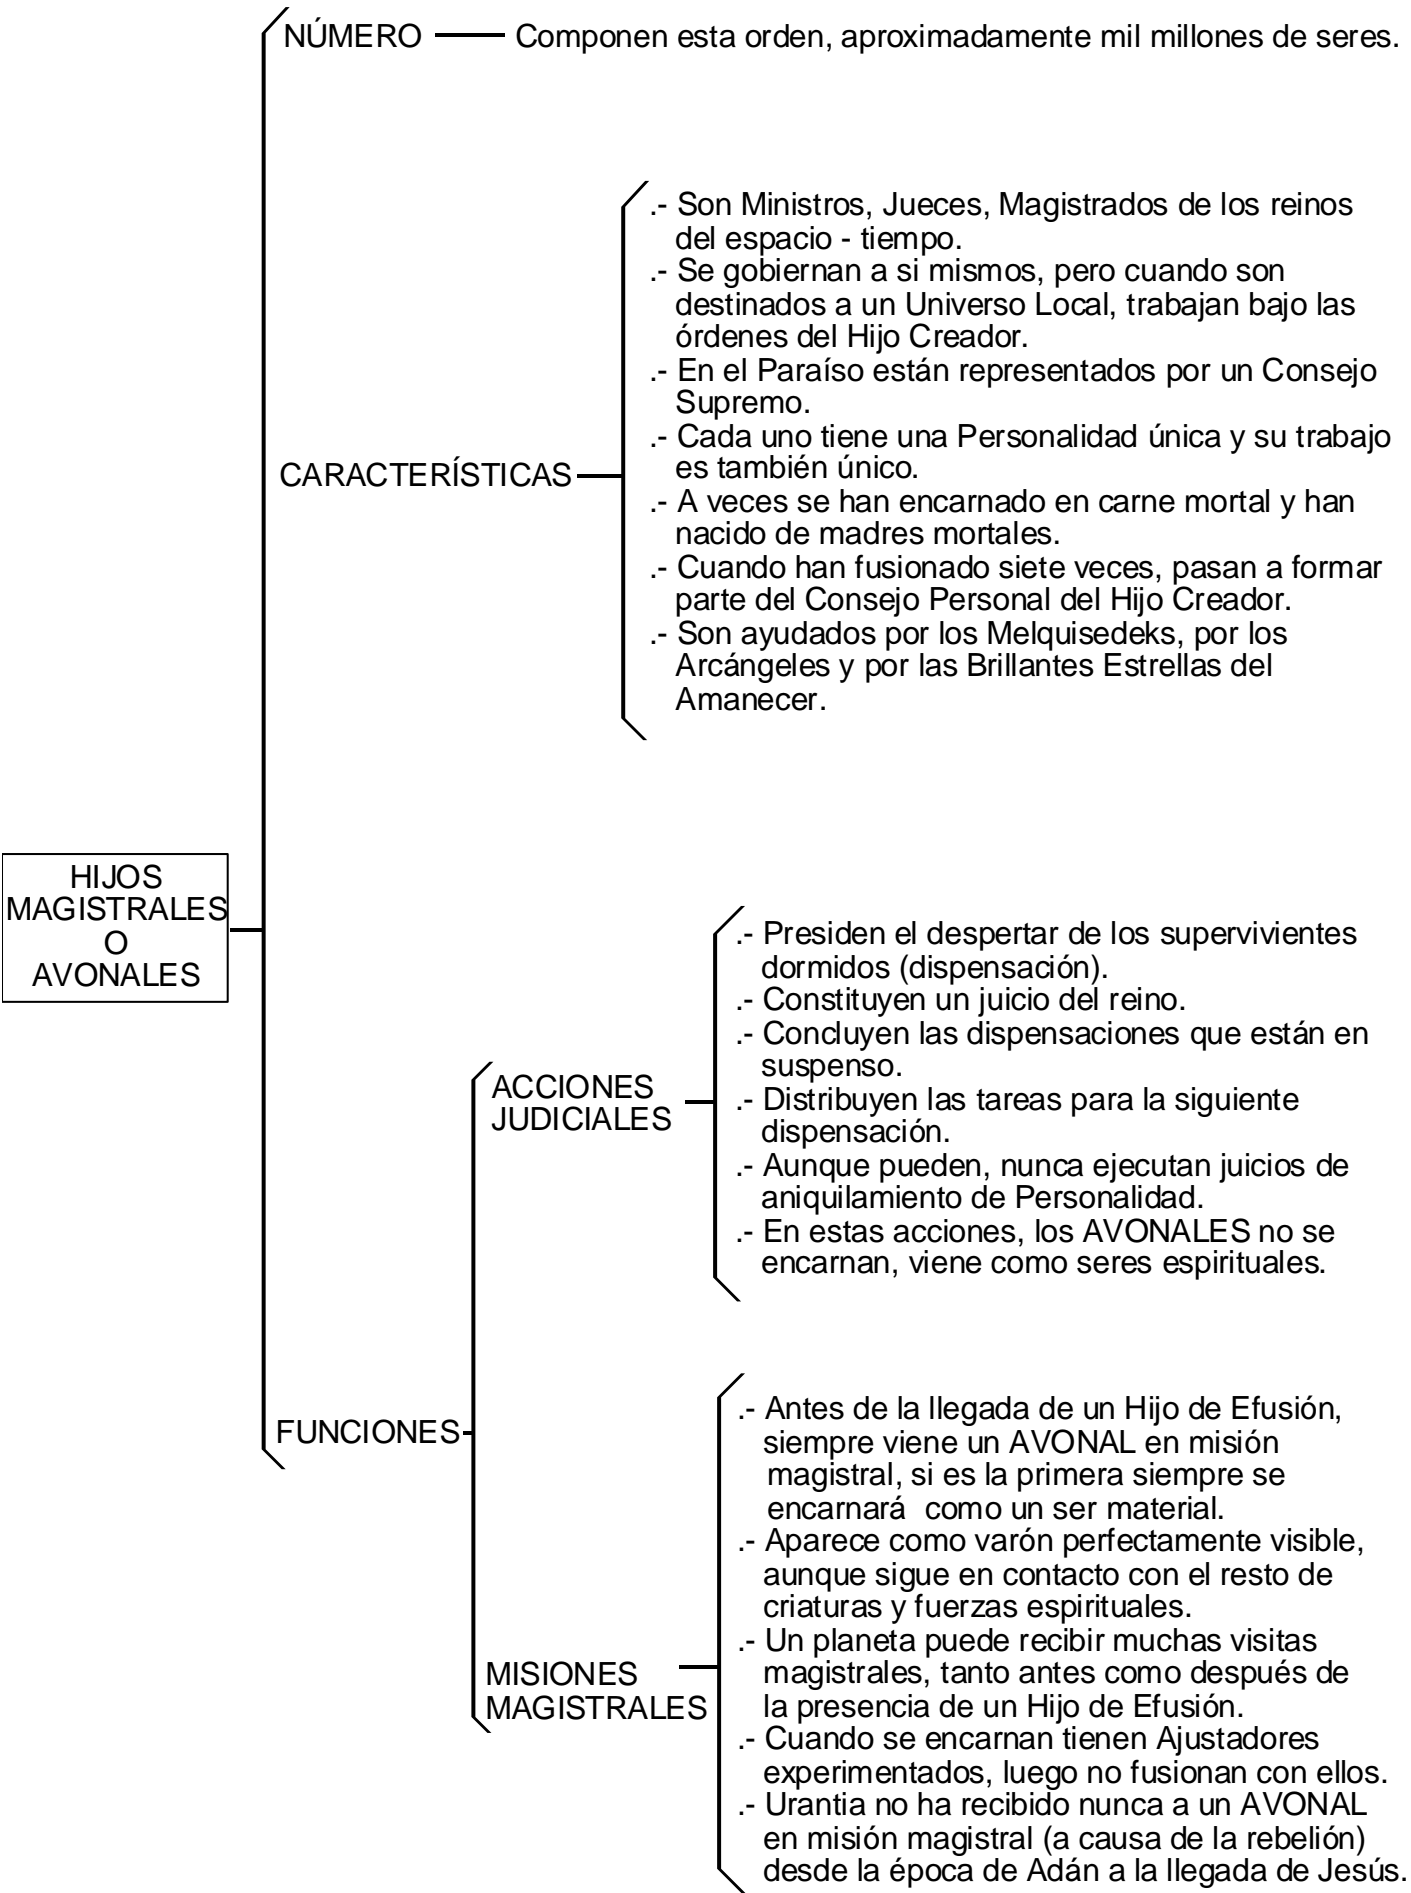 NÚMERO
Componen esta orden, aproximadamente mil millones de seres.
CARACTERÍSTICAS
.- Son Ministros, Jueces, Magistrados de los reinos
del espacio - tiempo.
.- Se gobiernan a si mismos, pero cuando son
destinados a un Universo Local, trabajan bajo las
órdenes del Hijo Creador.
.- En el Paraíso están representados por un Consejo
Supremo.
.- Cada uno tiene una Personalidad única y su trabajo
es también único.
.- A veces se han encarnado en carne mortal y han
nacido de madres mortales.
.- Cuando han fusionado siete veces, pasan a formar
parte del Consejo Personal del Hijo Creador.
.- Son ayudados por los Melquisedeks, por los
Arcángeles y por las Brillantes Estrellas del
Amanecer.
HIJOS
MAGISTRALES
O
AVONALES
FUNCIONES
ACCIONES
JUDICIALES
.- Presiden el despertar de los supervivientes
dormidos (dispensación).
.- Constituyen un juicio del reino.
.- Concluyen las dispensaciones que están en
suspenso.
.- Distribuyen las tareas para la siguiente
dispensación.
.- Aunque pueden, nunca ejecutan juicios de
aniquilamiento de Personalidad.
.- En estas acciones, los AVONALES no se
encarnan, viene como seres espirituales.
MISIONES
MAGISTRALES
.- Antes de la llegada de un Hijo de Efusión,
siempre viene un AVONAL en misión
magistral, si es la primera siempre se
encarnará  como un ser material.
.- Aparece como varón perfectamente visible,
aunque sigue en contacto con el resto de
criaturas y fuerzas espirituales.
.- Un planeta puede recibir muchas visitas
magistrales, tanto antes como después de
la presencia de un Hijo de Efusión.
.- Cuando se encarnan tienen Ajustadores
experimentados, luego no fusionan con ellos.
.- Urantia no ha recibido nunca a un AVONAL
en misión magistral (a causa de la rebelión)
desde la época de Adán a la llegada de Jesús.